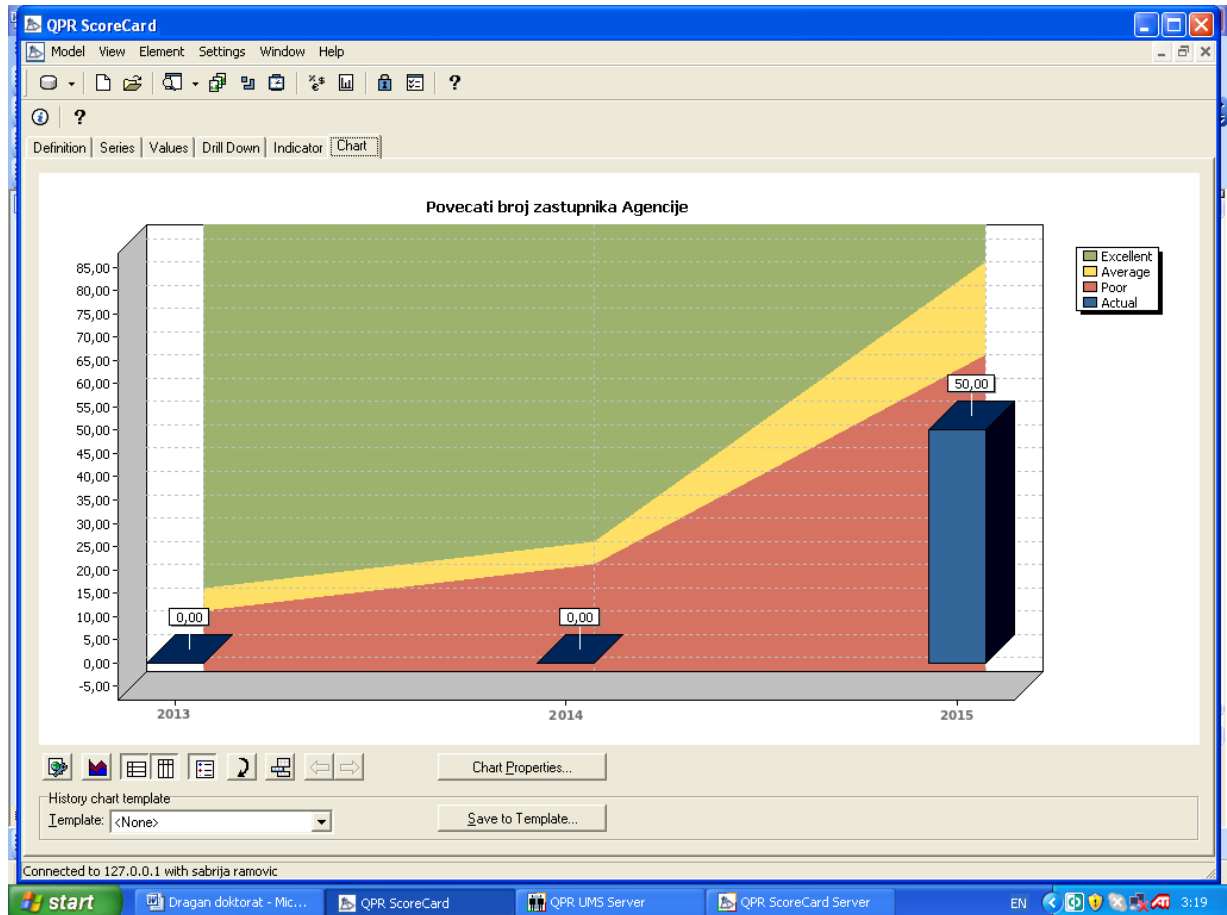 QPR ScoreCard
Model View Element Settings Window Help
Definition Series Values Drill Down Indicator Chart
Povecati broj zastupnika Agencije
Excellent
Average
Poor
Actual
85,00
80,00
75,00
70,00
65,00
60,00
55,00
50,00
45,00
40,00
35,00
30,00
25,00
20,00
15,00
10,00
5,00
0,00
-5,00
0,00
0,00
50,00
2013 2014 2015
Chart Properties...
History chart template
Template: <None>
Save to Template...
Connected to 127.0.0.1 with sabrija ramovic
start Dragan doktorat - Mic... QPR ScoreCard QPR UMS Server QPR ScoreCard Server EN 3:19